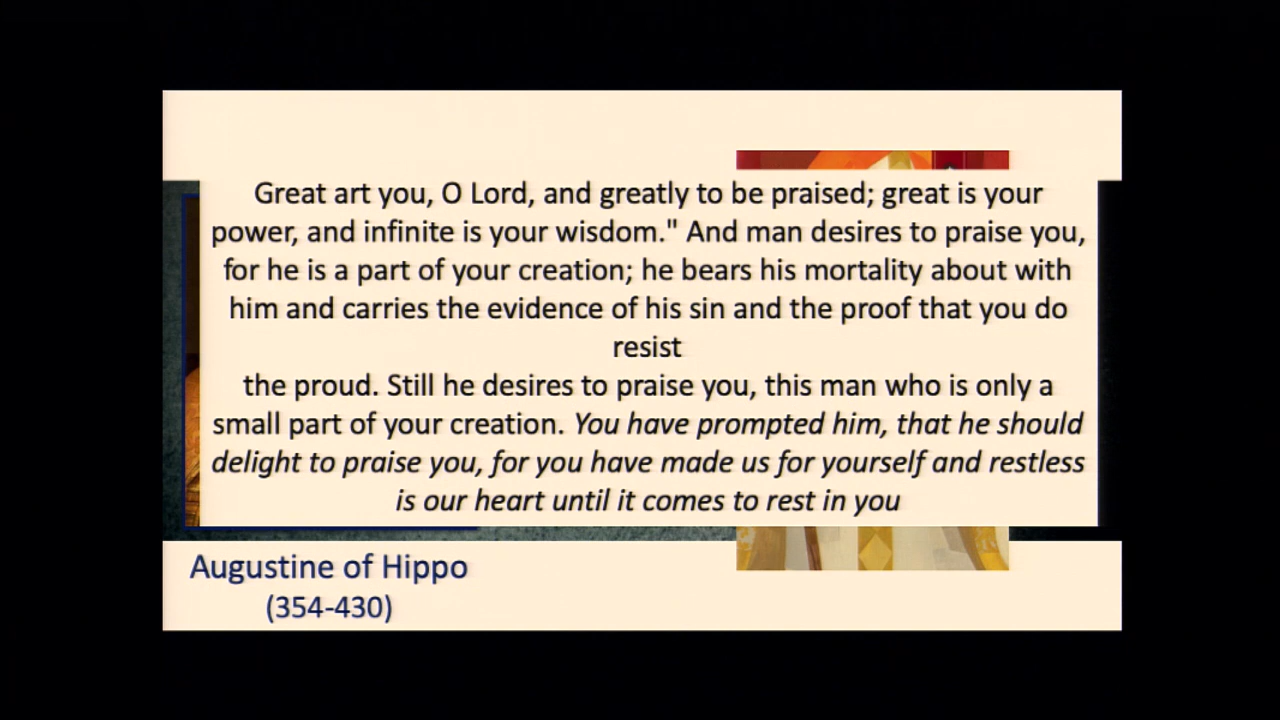 Great art you, O Lord, and greatly to be praised; great is your
power, and infinite is your wisdom." And man desires to praise you,
for he is a part of your creation; he bears his mortality about with
him and carries the evidence of his sin and the proof that you do
resist
the proud. Still he desires to praise you, this man who is only a
small part of your creation. You have prompted him, that he should
delight to praise you, for you have made us for yourself and restless
is our heart until it comes to rest in you
Augustine of Hippo
(354-430)